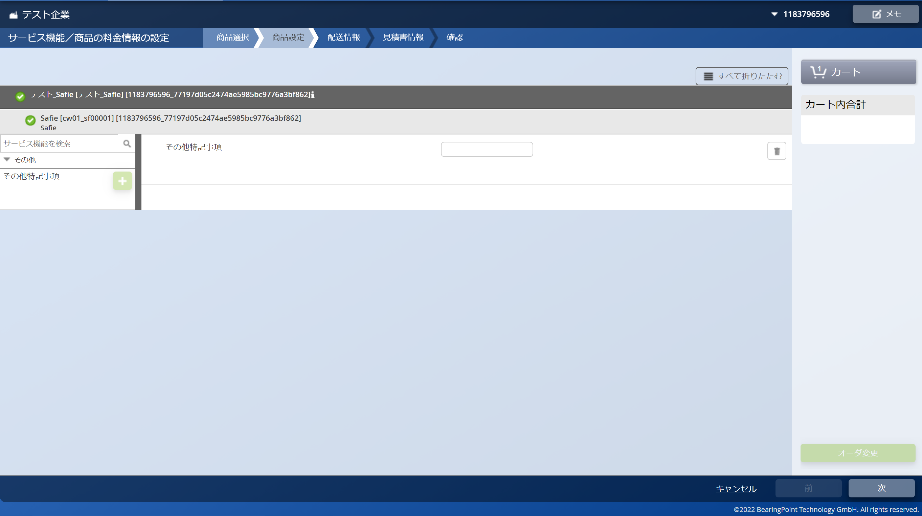 テスト企業
1183796596
メモ
サービス機能／商品の料金情報の設定
商品選択
商品設定
配送情報
見積書情報
確認
すべて折りたたむ
カート
テスト_Safie [テスト_Safie] [1183796596_77197d05c2474ae5985bc9776a3bf862]
カート内合計
Safie [cw01_sf00001] [1183796596_77197d05c2474ae5985bc9776a3bf862]
Safie
サービス機能を検索
その他特記事項
その他
その他特記事項
オーダ変更
キャンセル
前
次
©2022 BearingPoint Technology GmbH. All rights reserved.